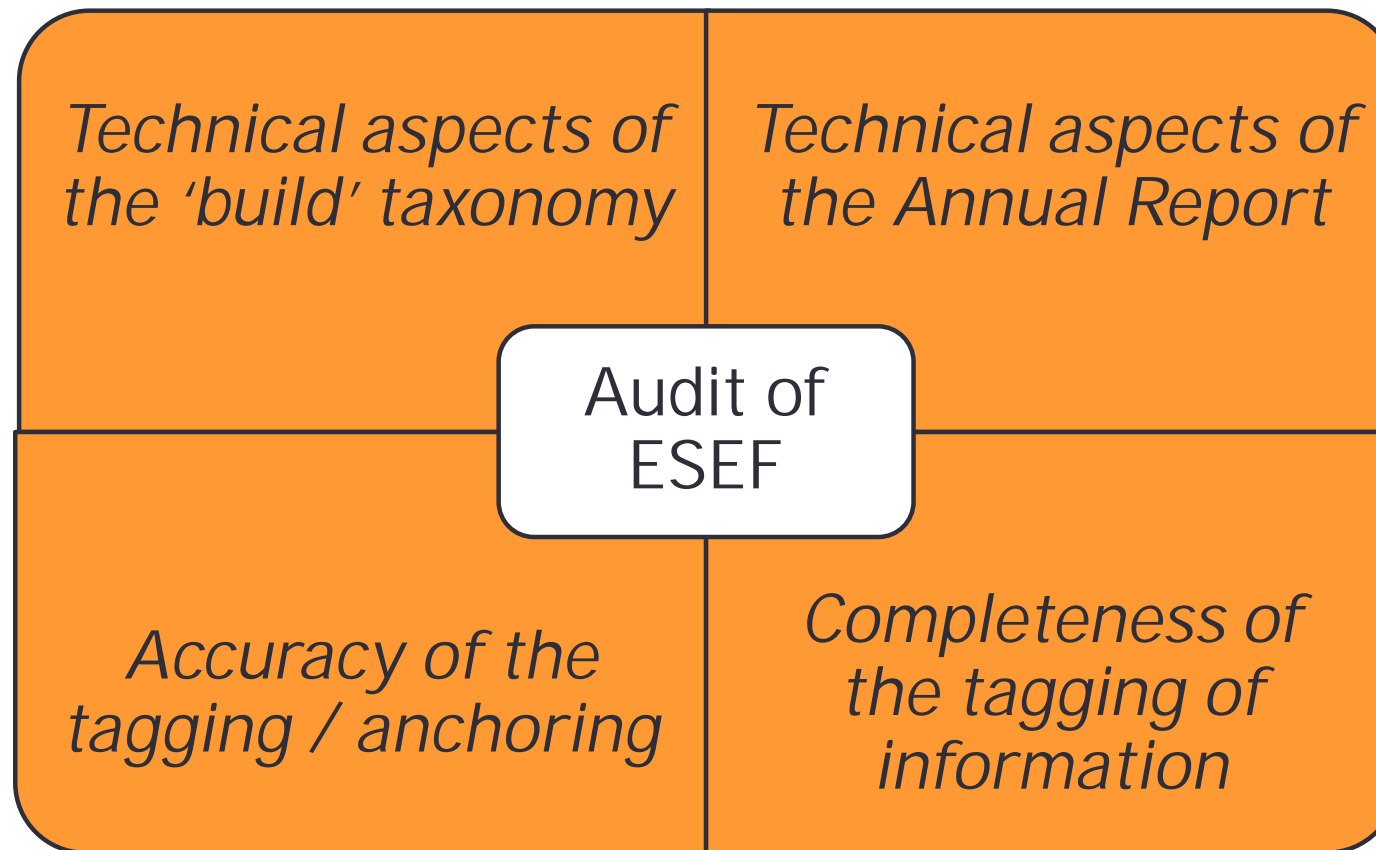 Technical aspects of
the ‘build’ taxonomy
Technical aspects of
the Annual Report
Audit of
ESEF
Accuracy of the
tagging / anchoring
Completeness of
the tagging of
information